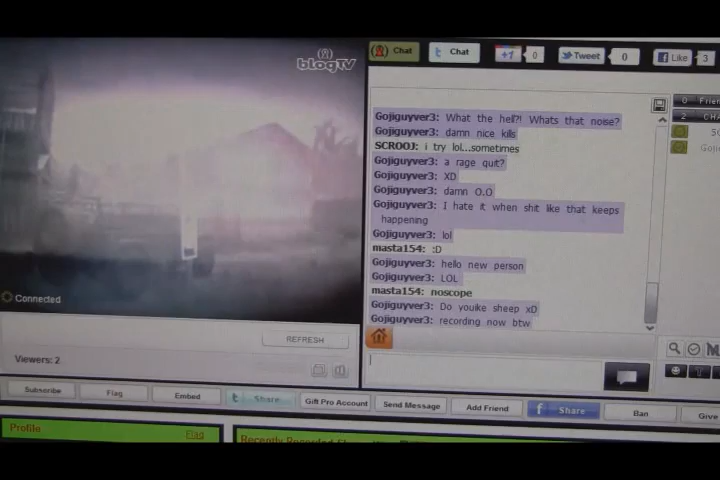 blogTV
Chat
Chat
+1
0
Tweet
0
Like
3
0
2
Gojiguyver3: What the hell?! Whats that noise?
Gojiguyver3: damn nice kills
SCROOJ: i try lol...sometimes
Gojiguyver3: a rage quit?
Gojiguyver3: XD
Gojiguyver3: damn O.O
Gojiguyver3: I hate it when shit like that keeps
happening
Gojiguyver3: lol
masta154: :D
Gojiguyver3: hello new person
Gojiguyver3: LOL
masta154: noscope
Gojiguyver3: Do youike sheep xD
Gojiguyver3: recording now btw
Connected
REFRESH
Viewers: 2
Subscribe
Flag
Embed
Share
Gift Pro Account
Send Message
Add Friend
Share
Ban
Give
Profile
Flag